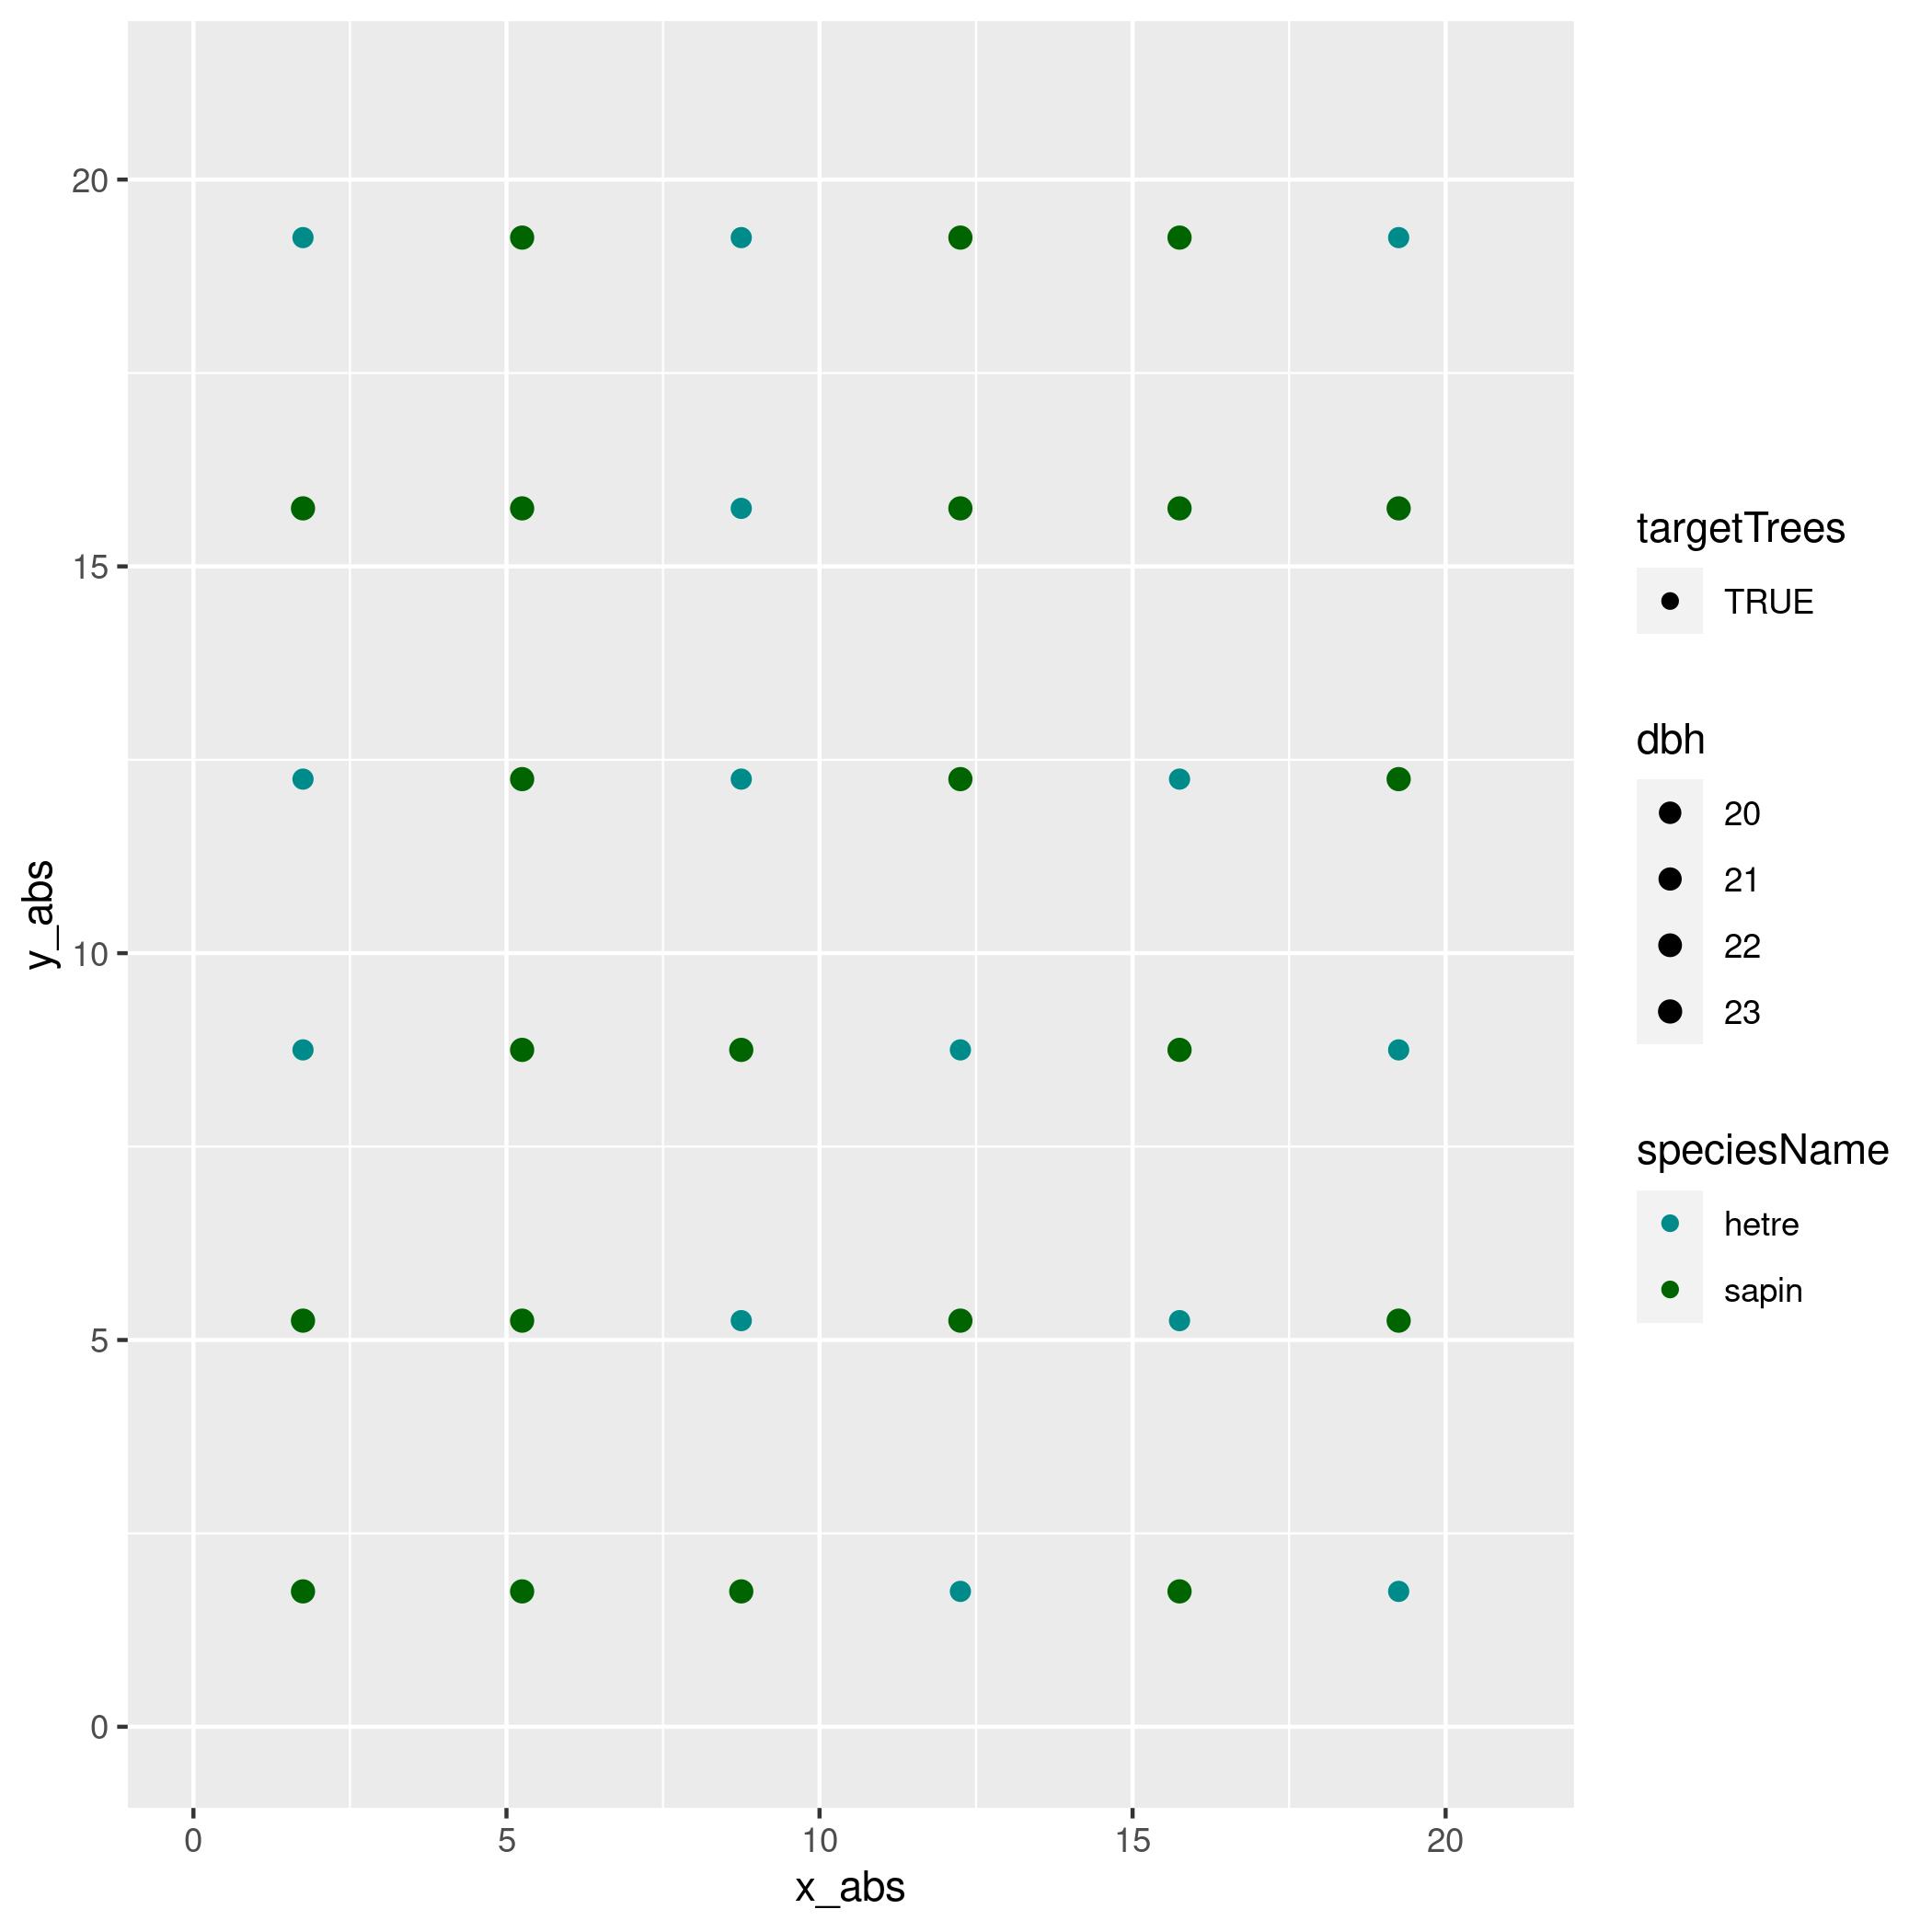 20
15
10
5
0
y_abs
0 5 10 15 20
x_abs
targetTrees
TRUE
dbh
20
21
22
23
speciesName
hetre
sapin